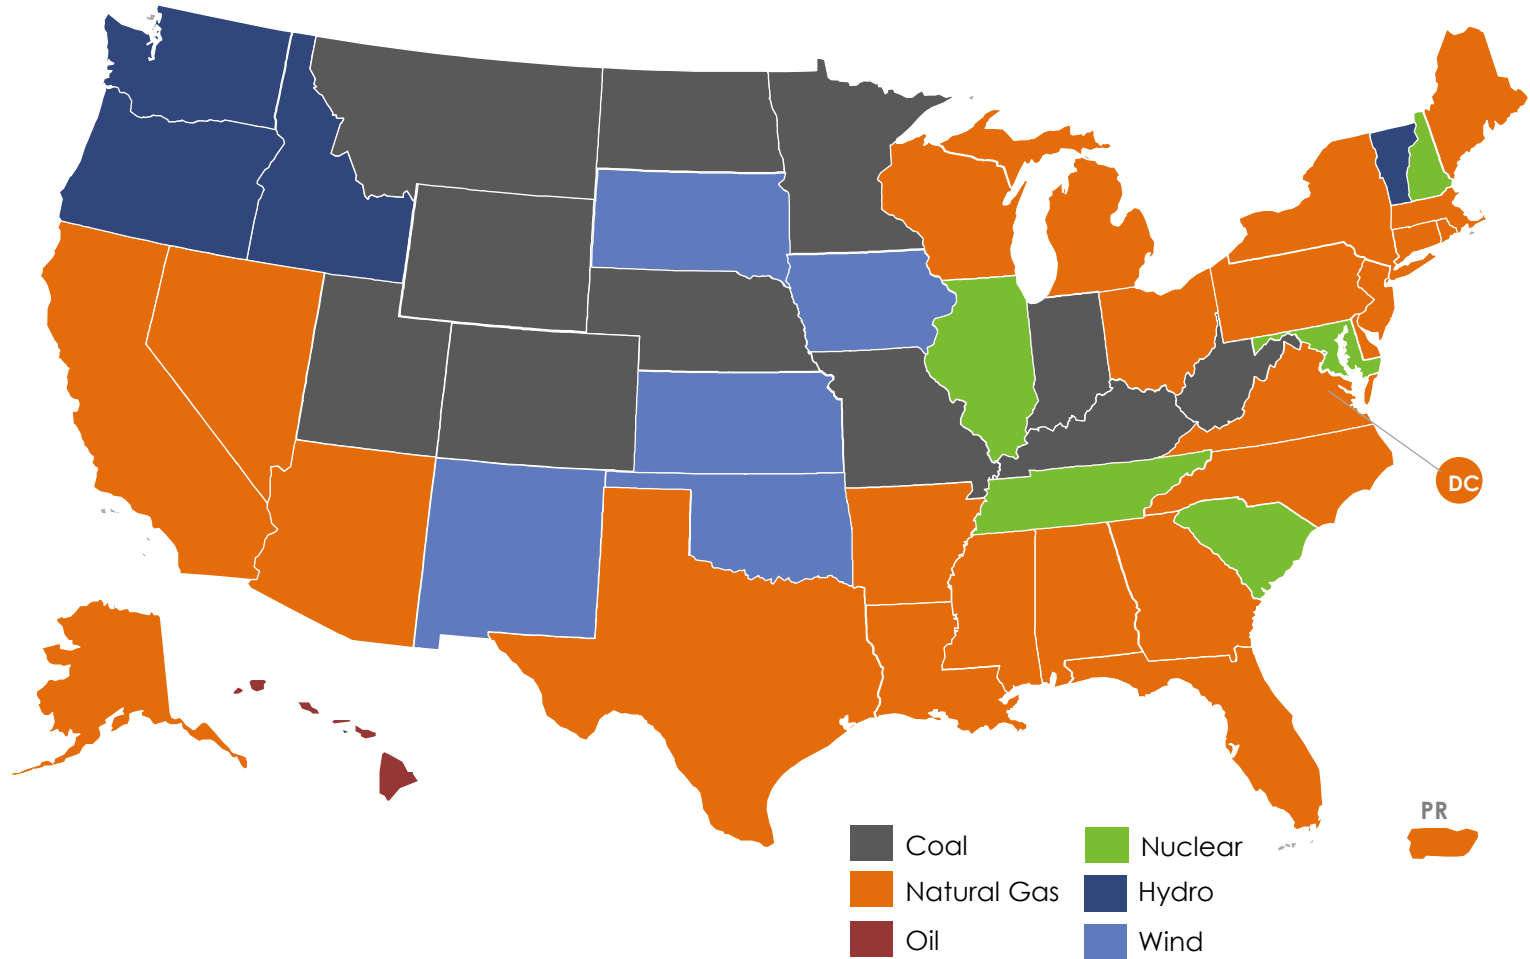 DC
PR
Coal
Nuclear
Natural Gas
Hydro
Oil
Wind